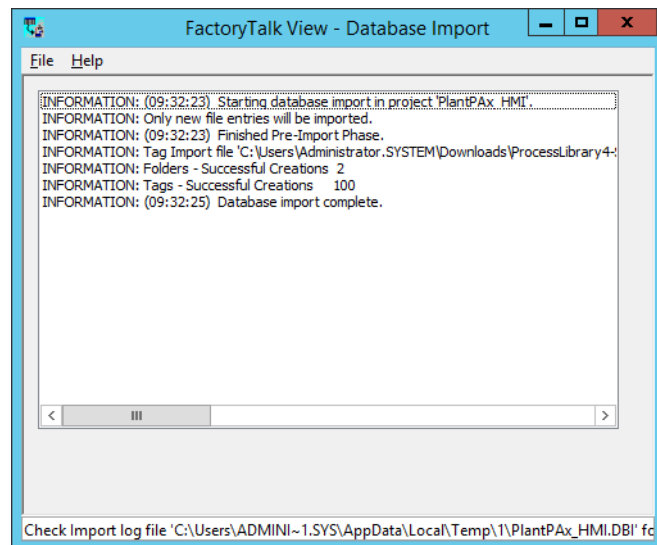 FactoryTalk View - Database Import
File Help
INFORMATION: (09:32:23) Starting database import in project 'PlantPAx_HMI'.
INFORMATION: Only new file entries will be imported.
INFORMATION: (09:32:23) Finished Pre-Import Phase.
INFORMATION: Tag Import file 'C:\Users\Administrator.SYSTEM\Downloads\ProcessLibrary4-
INFORMATION: Folders - Successful Creations 2
INFORMATION: Tags - Successful Creations 100
INFORMATION: (09:32:25) Database import complete.
Check Import log file 'C:\Users\ADMINI~1.SYS\AppData\Local\Temp\1\PlantPAx_HMI.DBI' fo